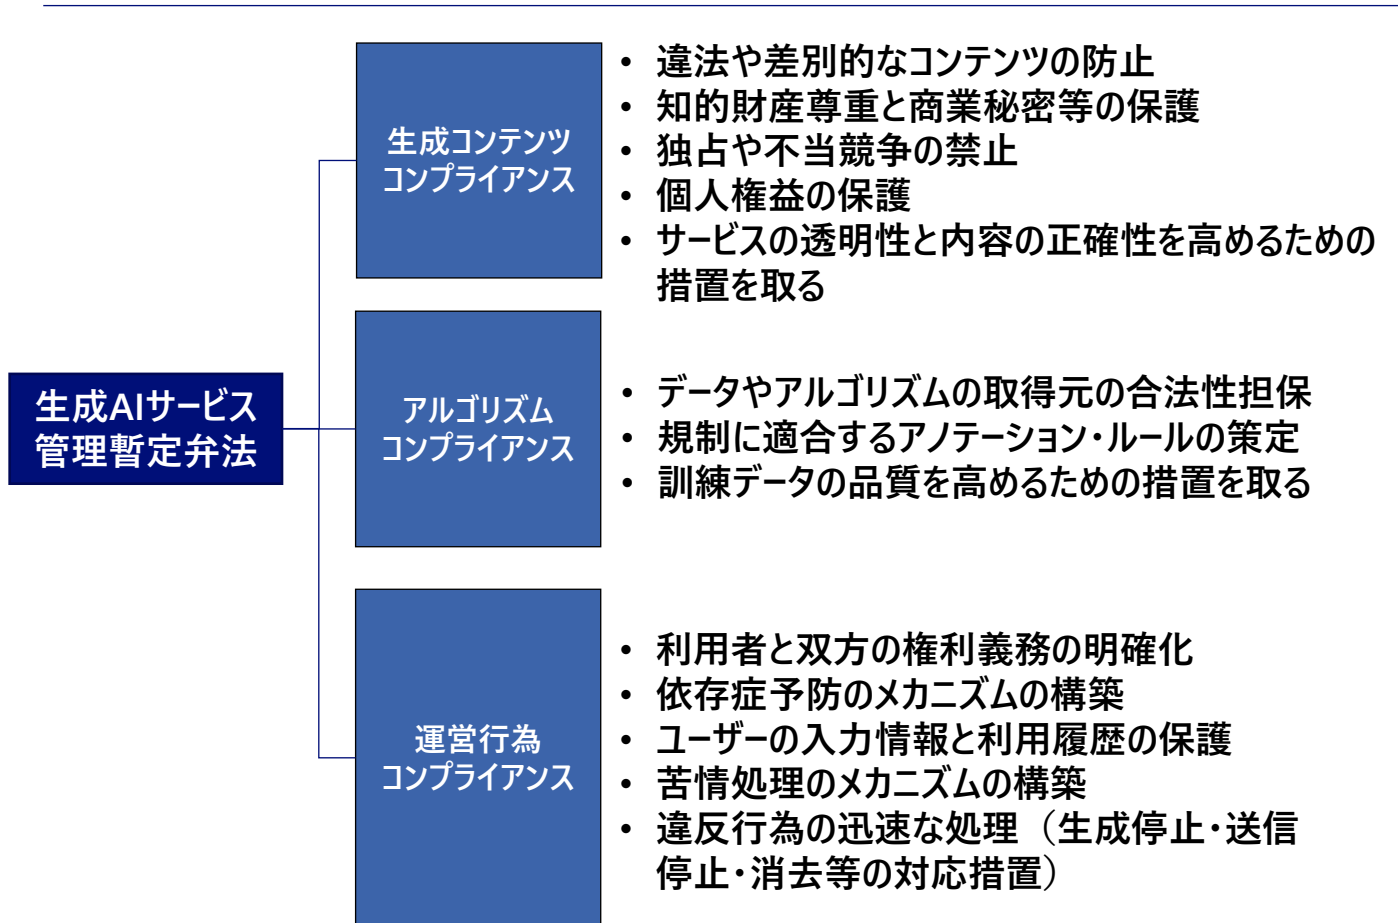 生成AIサービス
管理暫定弁法
生成コンテンツ
コンプライアンス
• 違法や差別的なコンテンツの防止
• 知的財産尊重と商業秘密等の保護
• 独占や不当競争の禁止
• 個人権益の保護
• サービスの透明性と内容の正確性を高めるための
措置を取る
アルゴリズム
コンプライアンス
• データやアルゴリズムの取得元の合法性担保
• 規制に適合するアノテーション・ルールの策定
• 訓練データの品質を高めるための措置を取る
運営行為
コンプライアンス
• 利用者と双方の権利義務の明確化
• 依存症予防のメカニズムの構築
• ユーザーの入力情報と利用履歴の保護
• 苦情処理のメカニズムの構築
• 違反行為の迅速な処理（生成停止・送信
停止・消去等の対応措置）